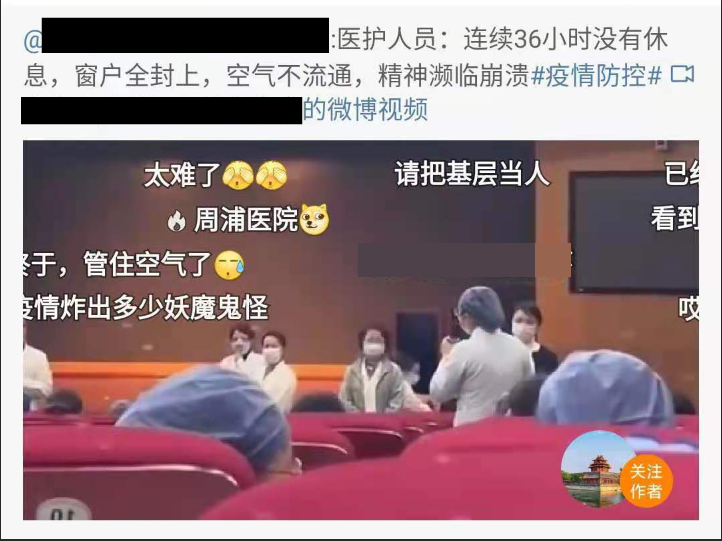 @:医护人员：连续36小时没有休
息，窗户全封上，空气不流通，精神濒临崩溃#疫情防控#
的微博视频
太难了
请把基层当人
已经
周浦医院
看到
终于，管住空气了
疫情炸出多少妖魔鬼怪
哎
关注
作者